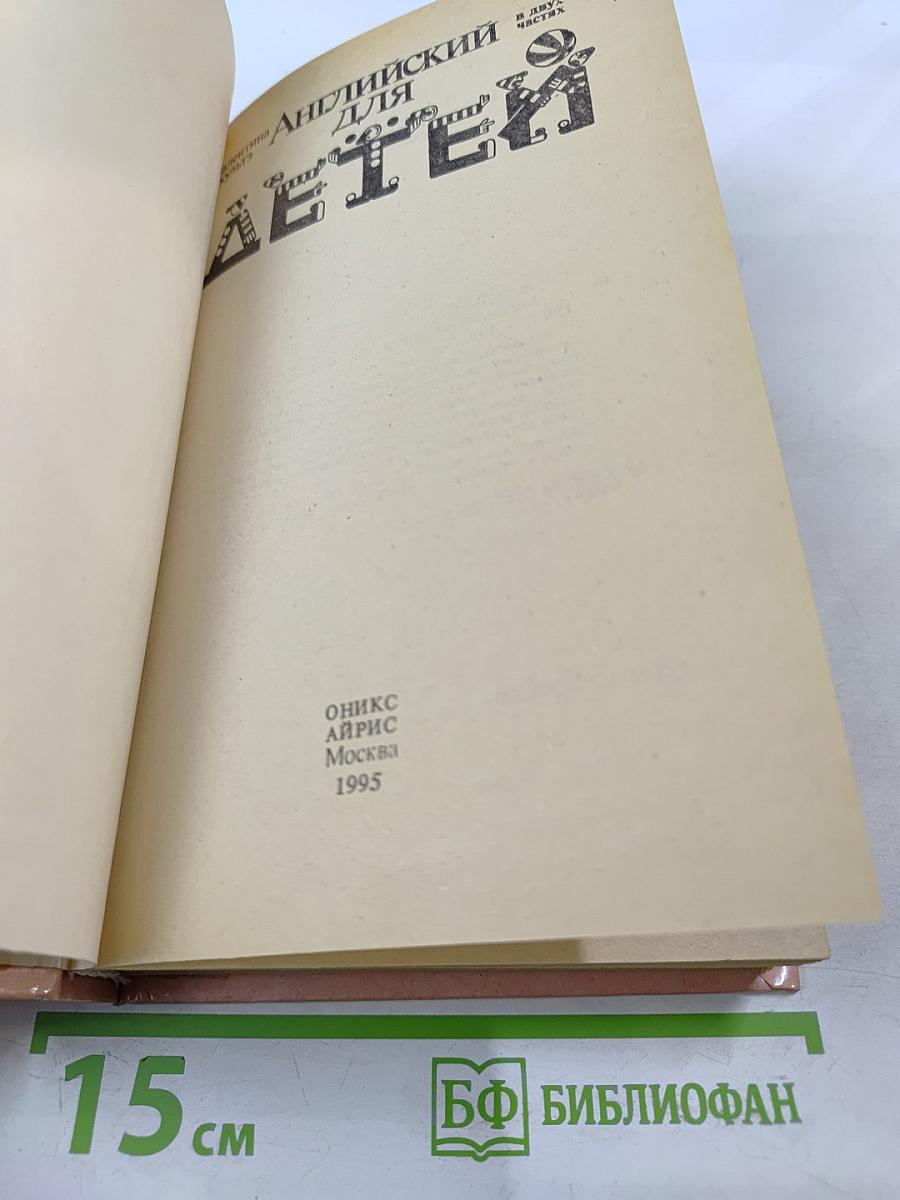 Английский
для
детей
в двух
частях
ОНИКС
АЙРИС
Москва
1995
15 см
БФ БИБЛИОФАН